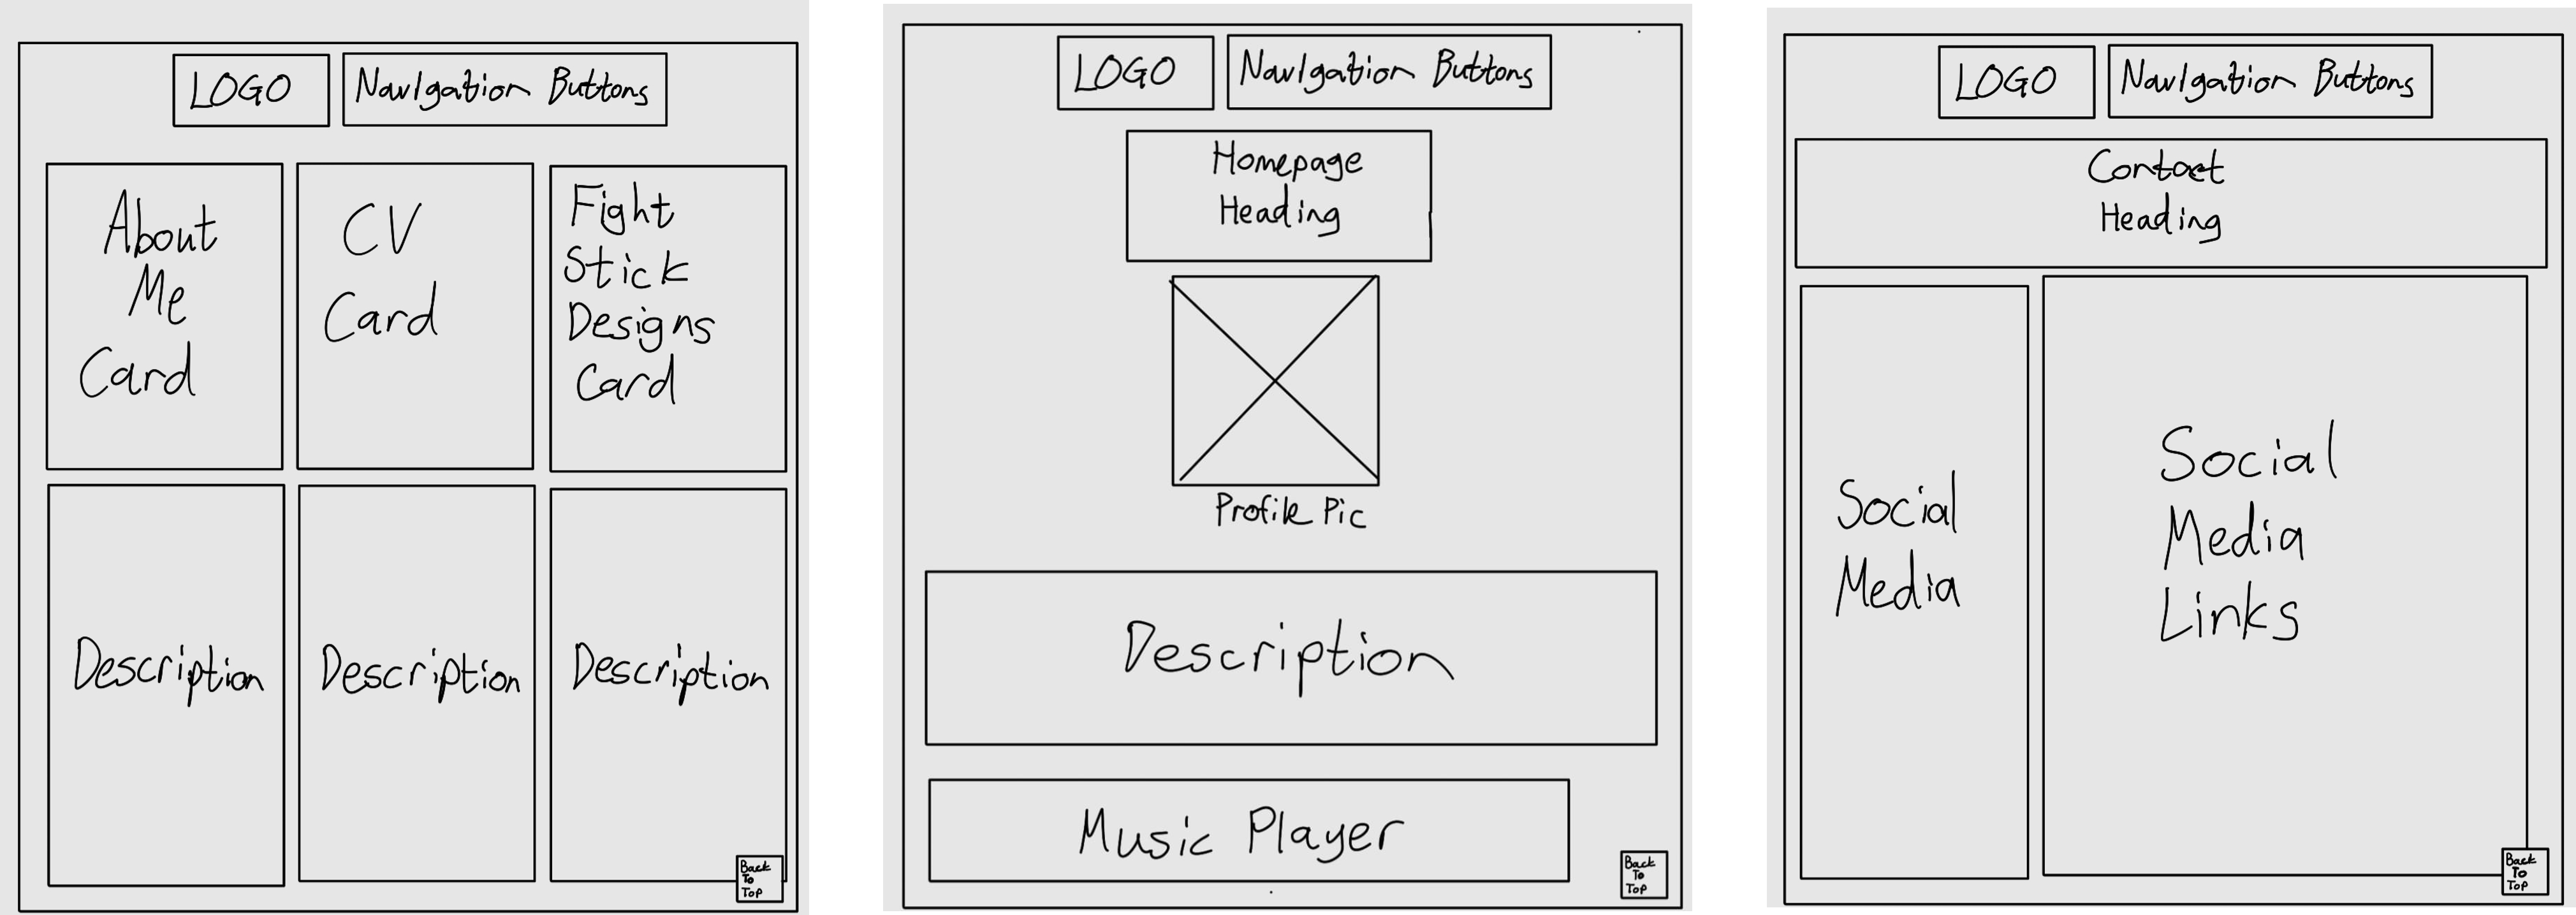 LOGO
Navigation Buttons
About
Me
Card
CV
Card
Fight
Stick
Designs
Card
Description
Description
Description
Back
To
Top
LOGO
Navigation Buttons
Homepage
Heading
Profile Pic
Description
Music Player
Back
To
Top
LOGO
Navigation Buttons
Contact
Heading
Social
Media
Social
Media
Links
Back
To
Top